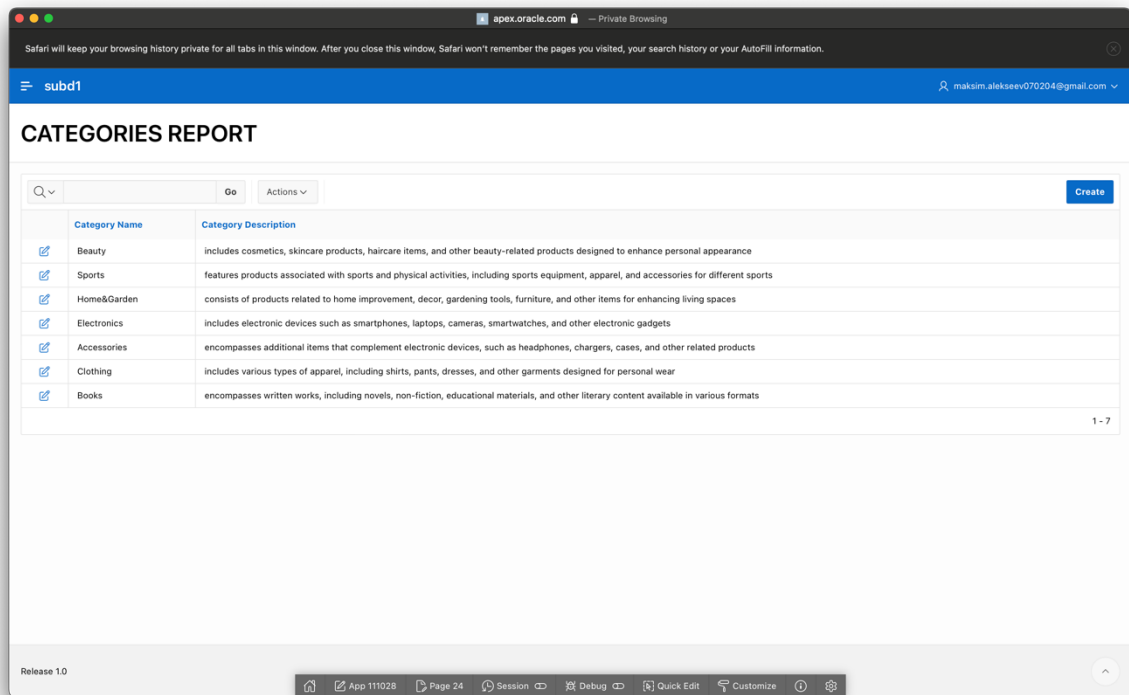 apex.oracle.com — Private Browsing
Safari will keep your browsing history private for all tabs in this window. After you close this window, Safari won't remember the pages you visited, your search history or your AutoFill information.
subd1 maksim.alekseev070204@gmail.com
CATEGORIES REPORT
Go Actions Create
Category Name Category Description
Beauty includes cosmetics, skincare products, haircare items, and other beauty-related products designed to enhance personal appearance
Sports features products associated with sports and physical activities, including sports equipment, apparel, and accessories for different sports
Home&Garden consists of products related to home improvement, decor, gardening tools, furniture, and other items for enhancing living spaces
Electronics includes electronic devices such as smartphones, laptops, cameras, smartwatches, and other electronic gadgets
Accessories encompasses additional items that complement electronic devices, such as headphones, chargers, cases, and other related products
Clothing includes various types of apparel, including shirts, pants, dresses, and other garments designed for personal wear
Books encompasses written works, including novels, non-fiction, educational materials, and other literary content available in various formats
1 - 7
Release 1.0
App 111028 Page 24 Session Debug Quick Edit Customize